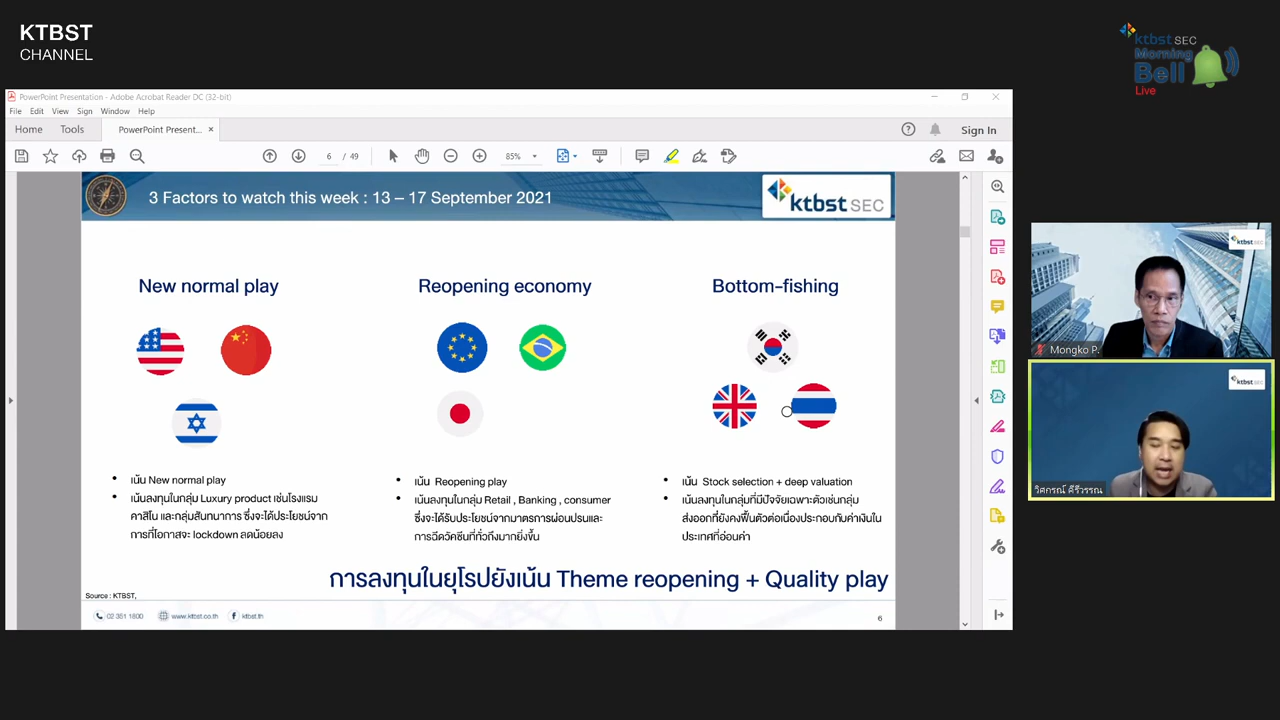 KTBST
CHANNEL
ktbst SEC
Morning
Bell
Live
PowerPoint Presentation - Adobe Acrobat Reader DC (32-bit)
File Edit View Sign Window Help
Home Tools PowerPoint Present... × Sign In
6 / 49 85%
3 Factors to watch this week : 13 – 17 September 2021
ktbst SEC
New normal play
เน้น New normal play
เน้นลงทุนในกลุ่ม Luxury product เช่นโรงแรม
คาสิโน และกลุ่มสันทนาการ ซึ่งจะได้ประโยชน์จาก
การที่โอกาสจะ lockdown ลดน้อยลง
Reopening economy
เน้น Reopening play
เน้นลงทุนในกลุ่ม Retail , Banking , consumer
ซึ่งจะได้รับประโยชน์จากมาตรการผ่อนปรนและ
การฉีดวัคซีนที่ทั่วถึงมากยิ่งขึ้น
Bottom-fishing
เน้น Stock selection + deep valuation
เน้นลงทุนในกลุ่มที่มีปัจจัยเฉพาะตัวเช่นกลุ่ม
ส่งออกที่ยังคงฟื้นตัวต่อเนื่องประกอบกับค่าเงินใน
ประเทศที่อ่อนค่า
การลงทุนในยุโรปยังเน้น Theme reopening + Quality play
Source : KTBST,
02 351 1800 www.ktbst.co.th ktbst.th
6
ktbst SEC
Mongko P.
ktbst SEC
วิศกรณ์ คีรีวรรณ